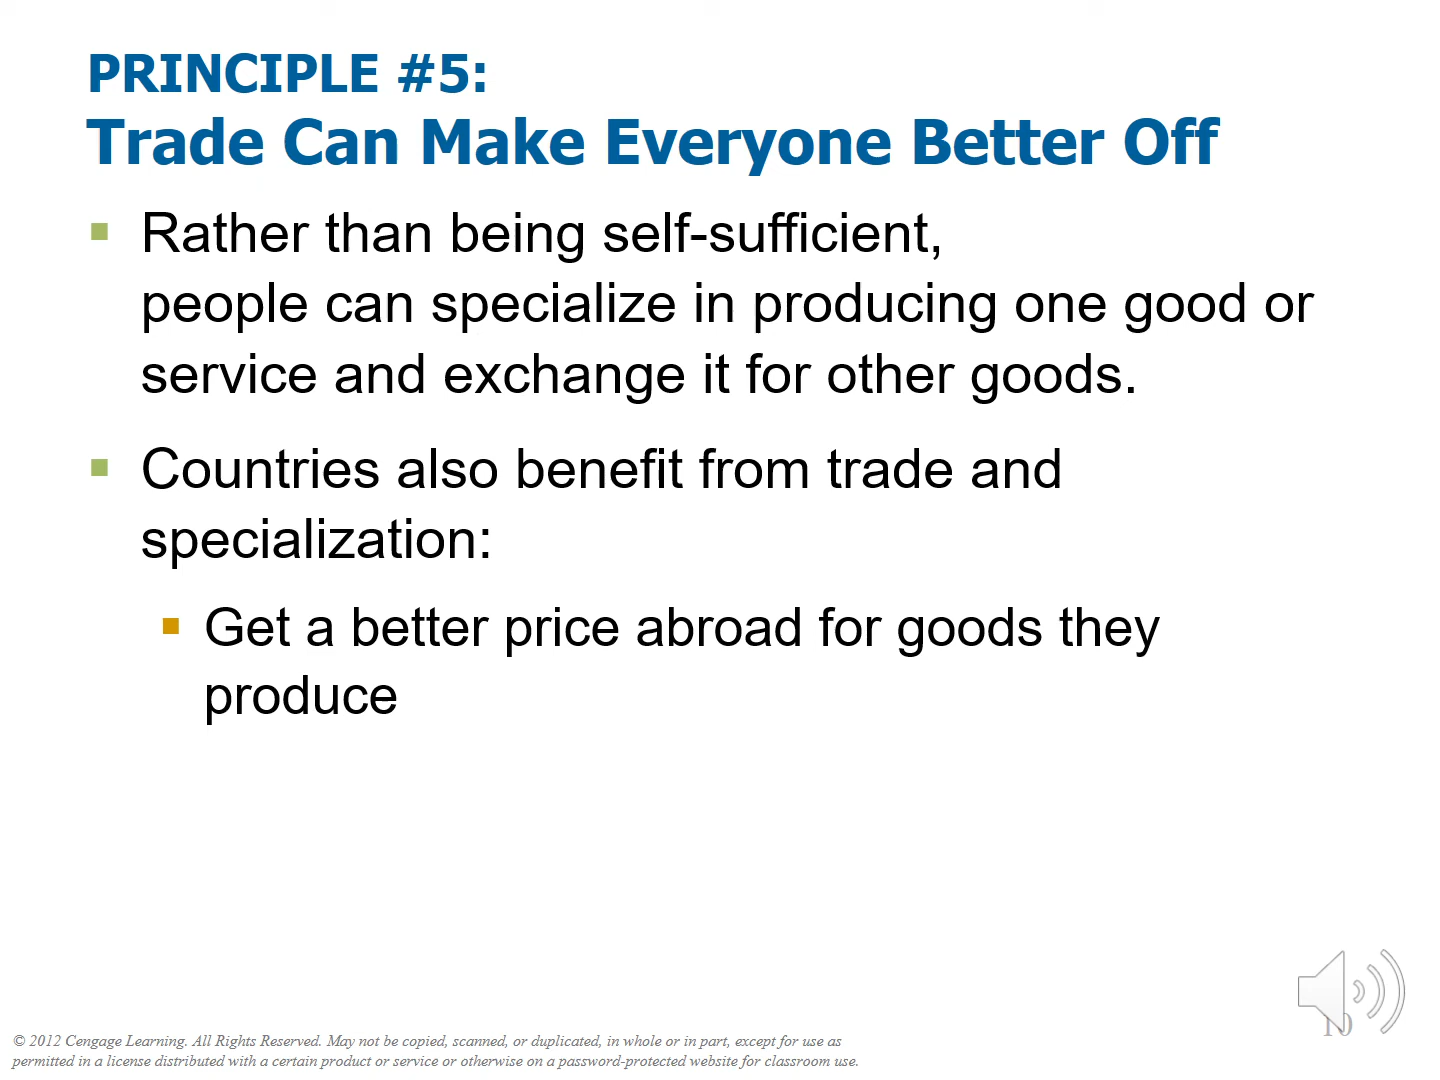 PRINCIPLE #5:
Trade Can Make Everyone Better Off
Rather than being self-sufficient,
people can specialize in producing one good or
service and exchange it for other goods.
Countries also benefit from trade and
specialization:
Get a better price abroad for goods they
produce
10
© 2012 Cengage Learning. All Rights Reserved. May not be copied, scanned, or duplicated, in whole or in part, except for use as
permitted in a license distributed with a certain product or service or otherwise on a password-protected website for classroom use.